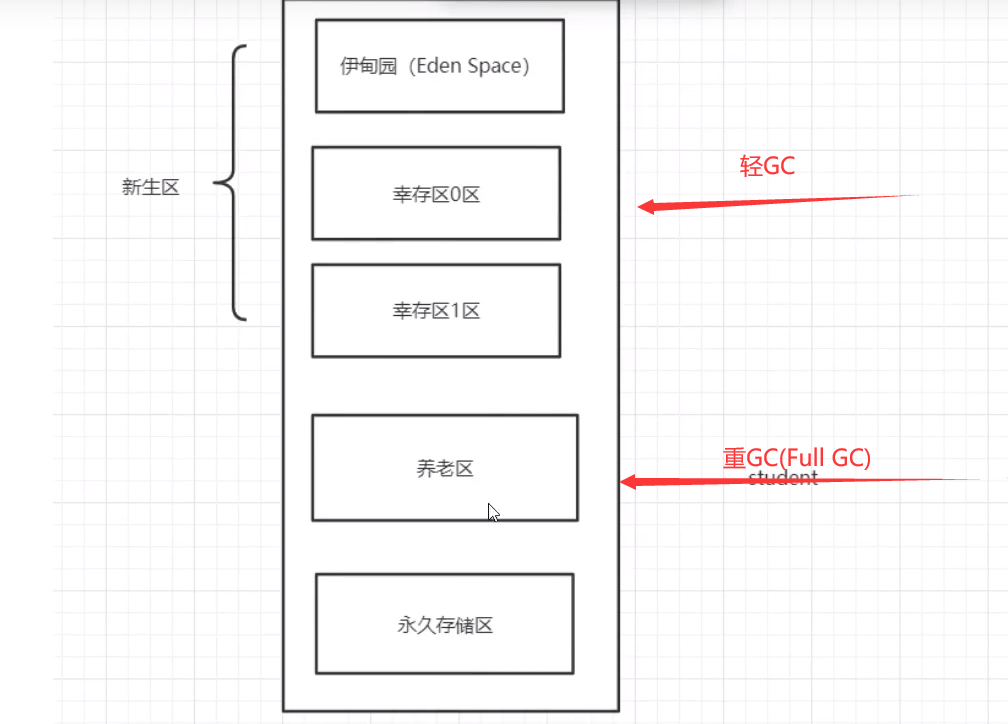 伊甸园（Eden Space）
新生区
幸存区0区
轻GC
幸存区1区
养老区
重GC(Full GC)
student
永久存储区